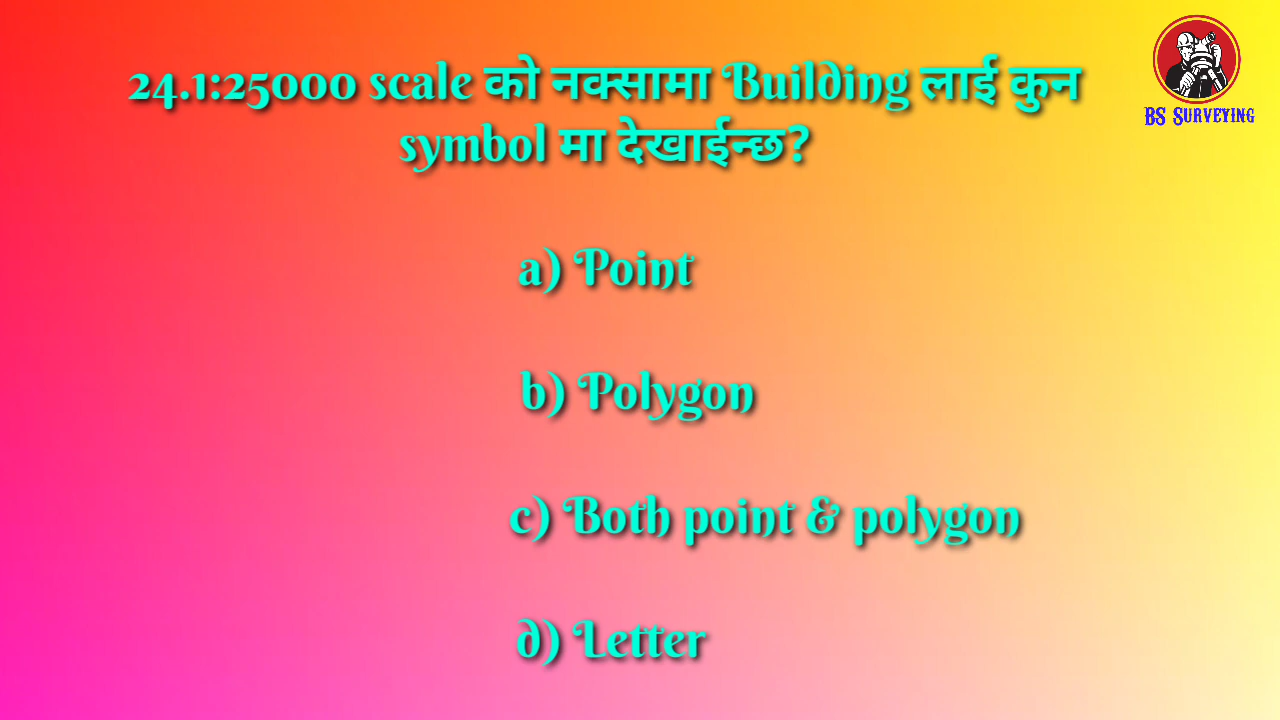 24.1:25000 scale को नक्सामा Building लाई कुन
symbol मा देखाईन्छ?
BS SURVEYING
a) Point
b) Polygon
c) Both point & polygon
d) Letter